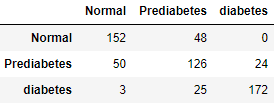 Normal Prediabetes diabetes
Normal 152 48 0
Prediabetes 50 126 24
diabetes 3 25 172